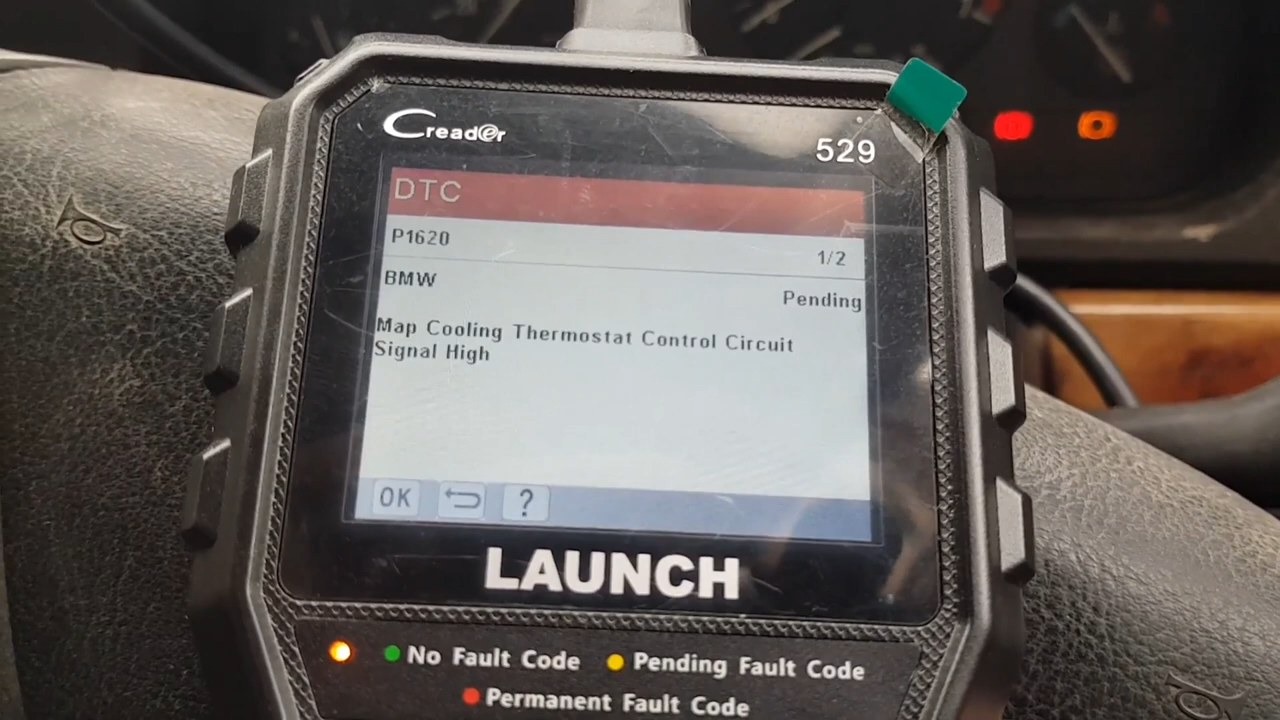 Creader
529
DTC
P1620
1/2
BMW
Pending
Map Cooling Thermostat Control Circuit
Signal High
OK
?
LAUNCH
No Fault Code
Pending Fault Code
Permanent Fault Code